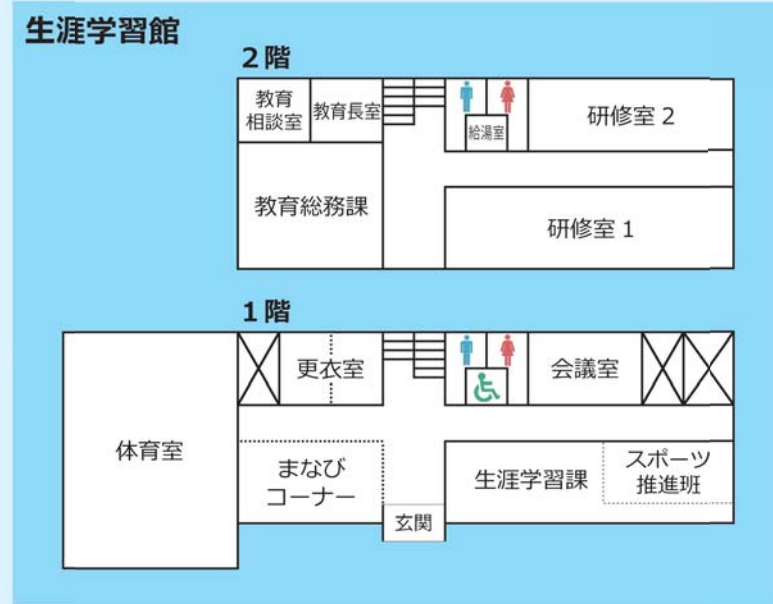 生涯学習館
２階
教育
相談室
教育長室
給湯室
研修室 2
教育総務課
研修室 1
１階
更衣室
会議室
体育室
まなび
コーナー
生涯学習課
スポーツ
推進班
玄関